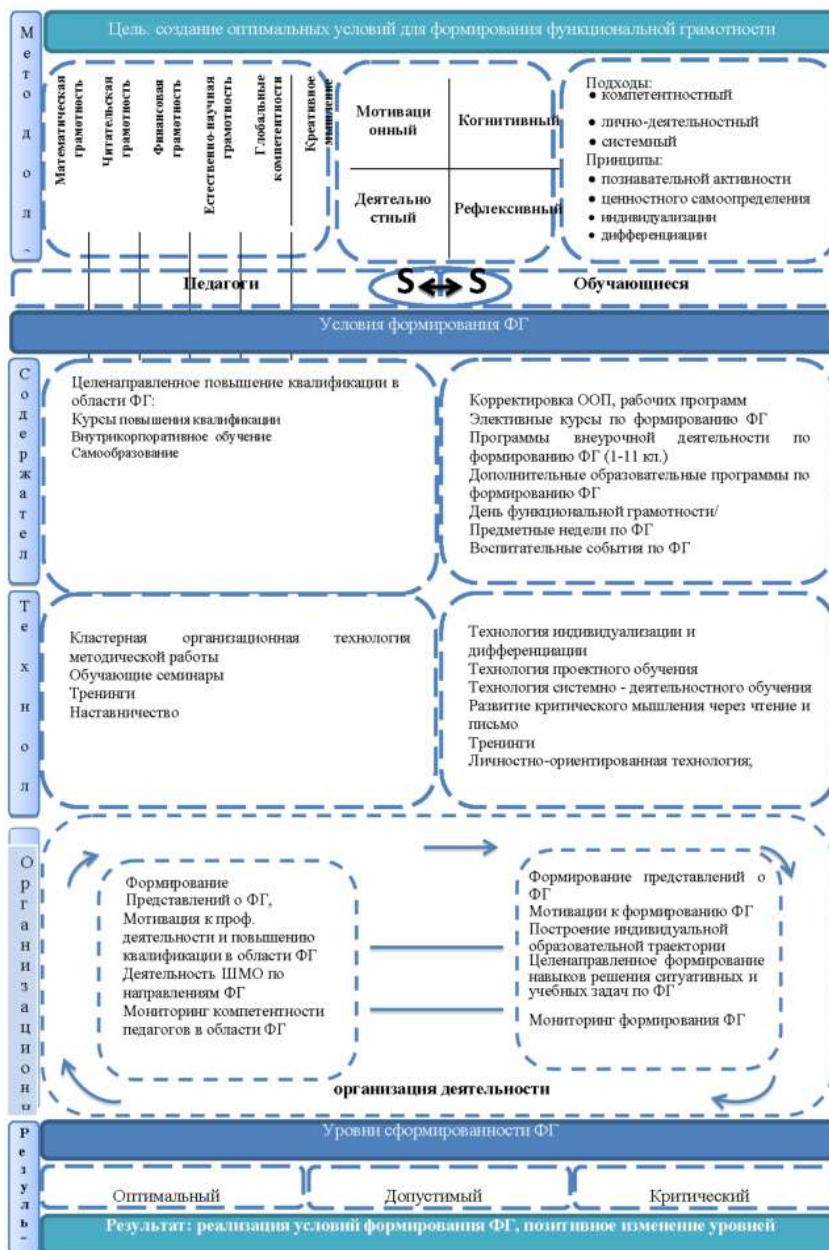 Цель: создание оптимальных условий для формирования функциональной грамотности
Методол
Математическая грамотность
Читательская грамотность
Финансовая грамотность
Естественно-научная грамотность
Глобальные компетентности
Креативное мышление
Мотиваци
онный
Когнитивный
Деятельно
стный
Рефлексивный
Подходы:
• компетентностный
• лично-деятельностный
• системный
Принципы:
• познавательной активности
• ценностного самоопределения
• индивидуализации
• дифференциации
Педагоги
S ↔ S
Обучающиеся
Условия формирования ФГ
Содержател
Целенаправленное повышение квалификации в
области ФГ:
Курсы повышения квалификации
Внутрикорпоративное обучение
Самообразование
Корректировка ООП, рабочих программ
Элективные курсы по формированию ФГ
Программы внеурочной деятельности по
формированию ФГ (1-11 кл.)
Дополнительные образовательные программы по
формированию ФГ
День функциональной грамотности/
Предметные недели по ФГ
Воспитательные события по ФГ
Технол
Кластерная организационная технология
методической работы
Обучающие семинары
Тренинги
Наставничество
Технология индивидуализации и
дифференциации
Технология проектного обучения
Технология системно - деятельностного обучения
Развитие критического мышления через чтение и
письмо
Тренинги
Личностно-ориентированная технология;
Организационн
Формирование
Представлений о ФГ,
Мотивация к проф.
деятельности и повышению
квалификации в области ФГ
Деятельность ШМО по
направлениям ФГ
Мониторинг компетентности
педагогов в области ФГ
Формирование представлений о
ФГ
Мотивации к формированию ФГ
Построение индивидуальной
образовательной траектории
Целенаправленное формирование
навыков решения ситуативных и
учебных задач по ФГ
Мониторинг формирования ФГ
организация деятельности
Резуль-
Уровни сформированности ФГ
Оптимальный
Допустимый
Критический
Результат: реализация условий формирования ФГ, позитивное изменение уровней